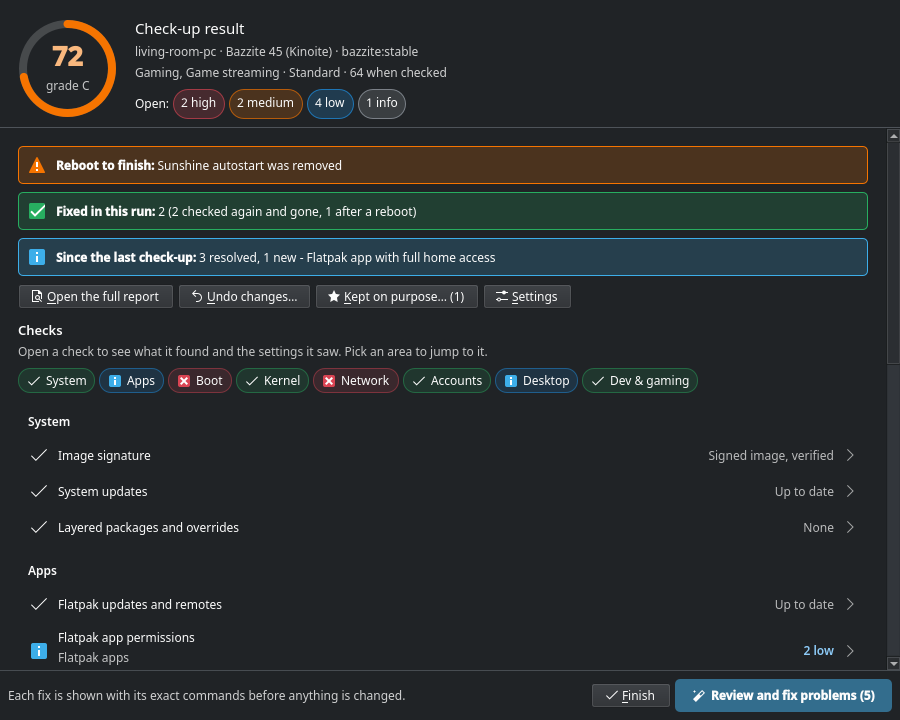 72
grade C
Check-up result
living-room-pc · Bazzite 45 (Kinoite) · bazzite:stable
Gaming, Game streaming · Standard · 64 when checked
Open: 2 high 2 medium 4 low 1 info
Reboot to finish: Sunshine autostart was removed
Fixed in this run: 2 (2 checked again and gone, 1 after a reboot)
Since the last check-up: 3 resolved, 1 new - Flatpak app with full home access
Open the full report Undo changes... Kept on purpose... (1) Settings
Checks
Open a check to see what it found and the settings it saw. Pick an area to jump to it.
System Apps Boot Kernel Network Accounts Desktop Dev & gaming
System
Image signature Signed image, verified
System updates Up to date
Layered packages and overrides None
Apps
Flatpak updates and remotes Up to date
Flatpak app permissions
Flatpak apps 2 low
Each fix is shown with its exact commands before anything is changed. Finish Review and fix problems (5)